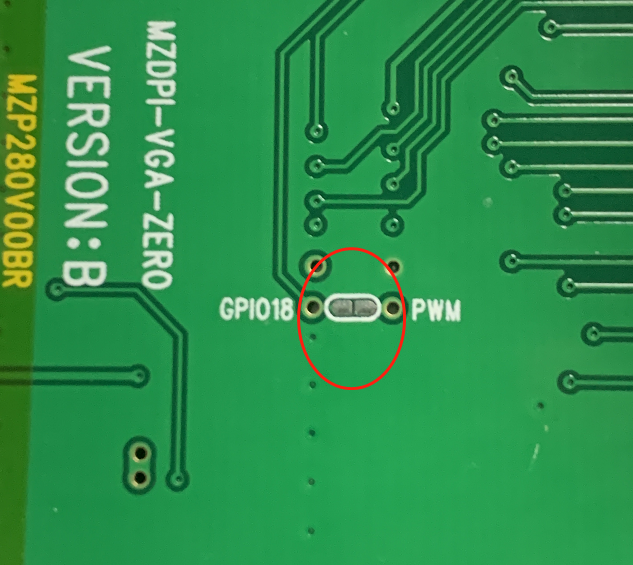 MZP280V00BR
VERSION:B
MZDPI-VGA-ZERO
GPIO18
PWM